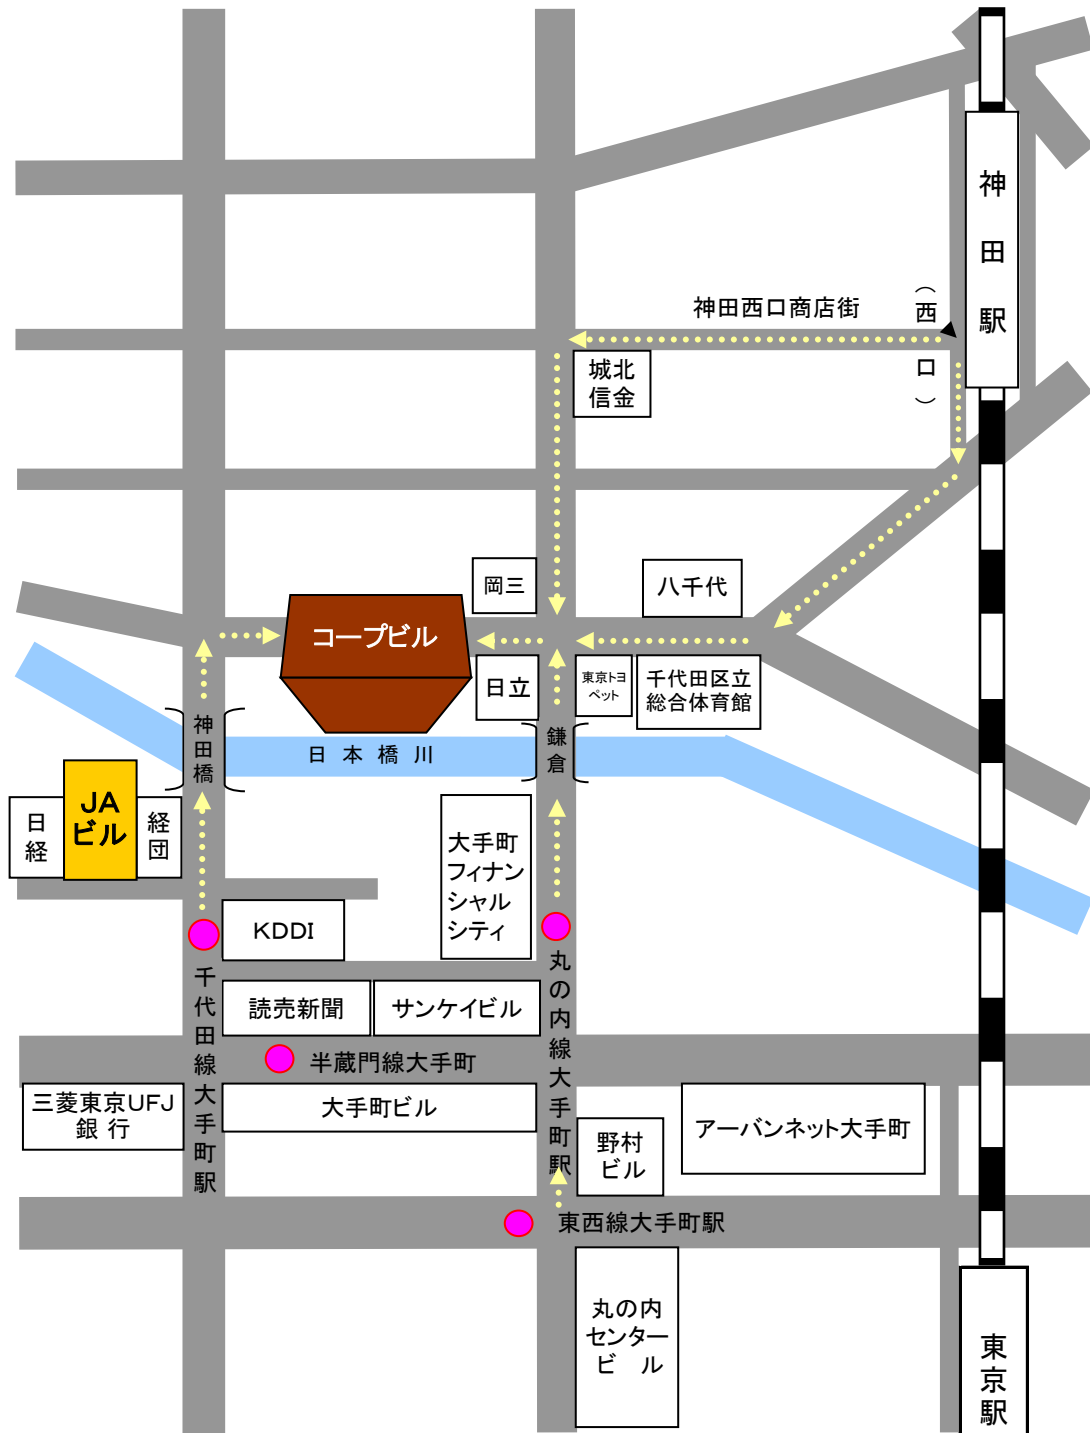 神田駅
（西口）
神田西口商店街
城北
信金
岡三
八千代
コープビル
日立
東京トヨ
ペット
千代田区立
総合体育館
神田橋
鎌倉
日本橋川
JA
ビル
日経
経団
大手町
フィナン
シャル
シティ
KDDI
千代田線大手町駅
丸の内線大手町駅
読売新聞
サンケイビル
半蔵門線大手町
三菱東京UFJ
銀行
大手町ビル
野村
ビル
アーバンネット大手町
東西線大手町駅
丸の内
センター
ビル
東京駅